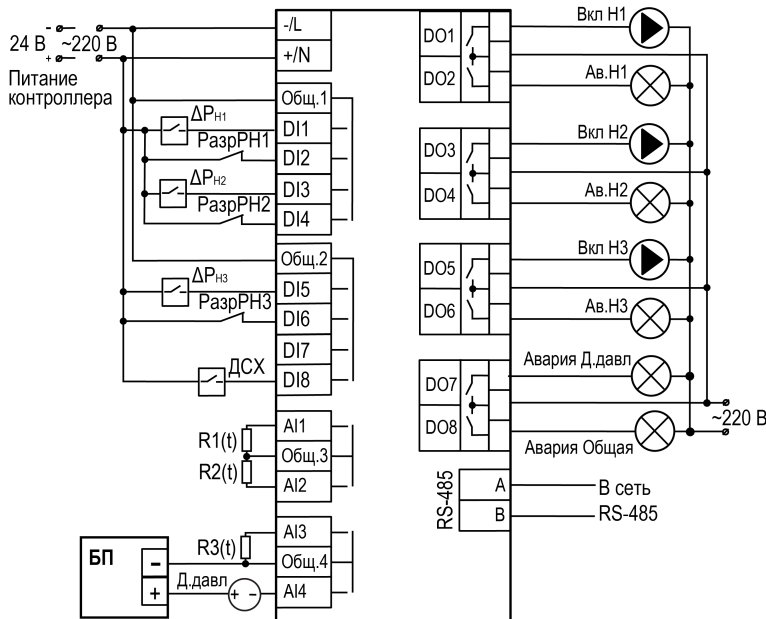 -
24 В ~220 В
+
Питание
контроллера
-/L
+/N
Общ.1
ΔPН1
DI1
РазрРН1
DI2
ΔPН2
DI3
РазрРН2
DI4
Общ.2
ΔPН3
DI5
РазрРН3
DI6
DI7
ДСХ
DI8
AI1
R1(t)
Общ.3
R2(t)
AI2
AI3
R3(t)
Общ.4
БП
-
+
Д.давл
+ -
AI4
DO1
Вкл Н1
DO2
Ав.Н1
DO3
Вкл Н2
DO4
Ав.Н2
DO5
Вкл Н3
DO6
Ав.Н3
Авария Д.давл
DO7
~220 В
DO8
Авария Общая
RS-485
A
В сеть
B
RS-485